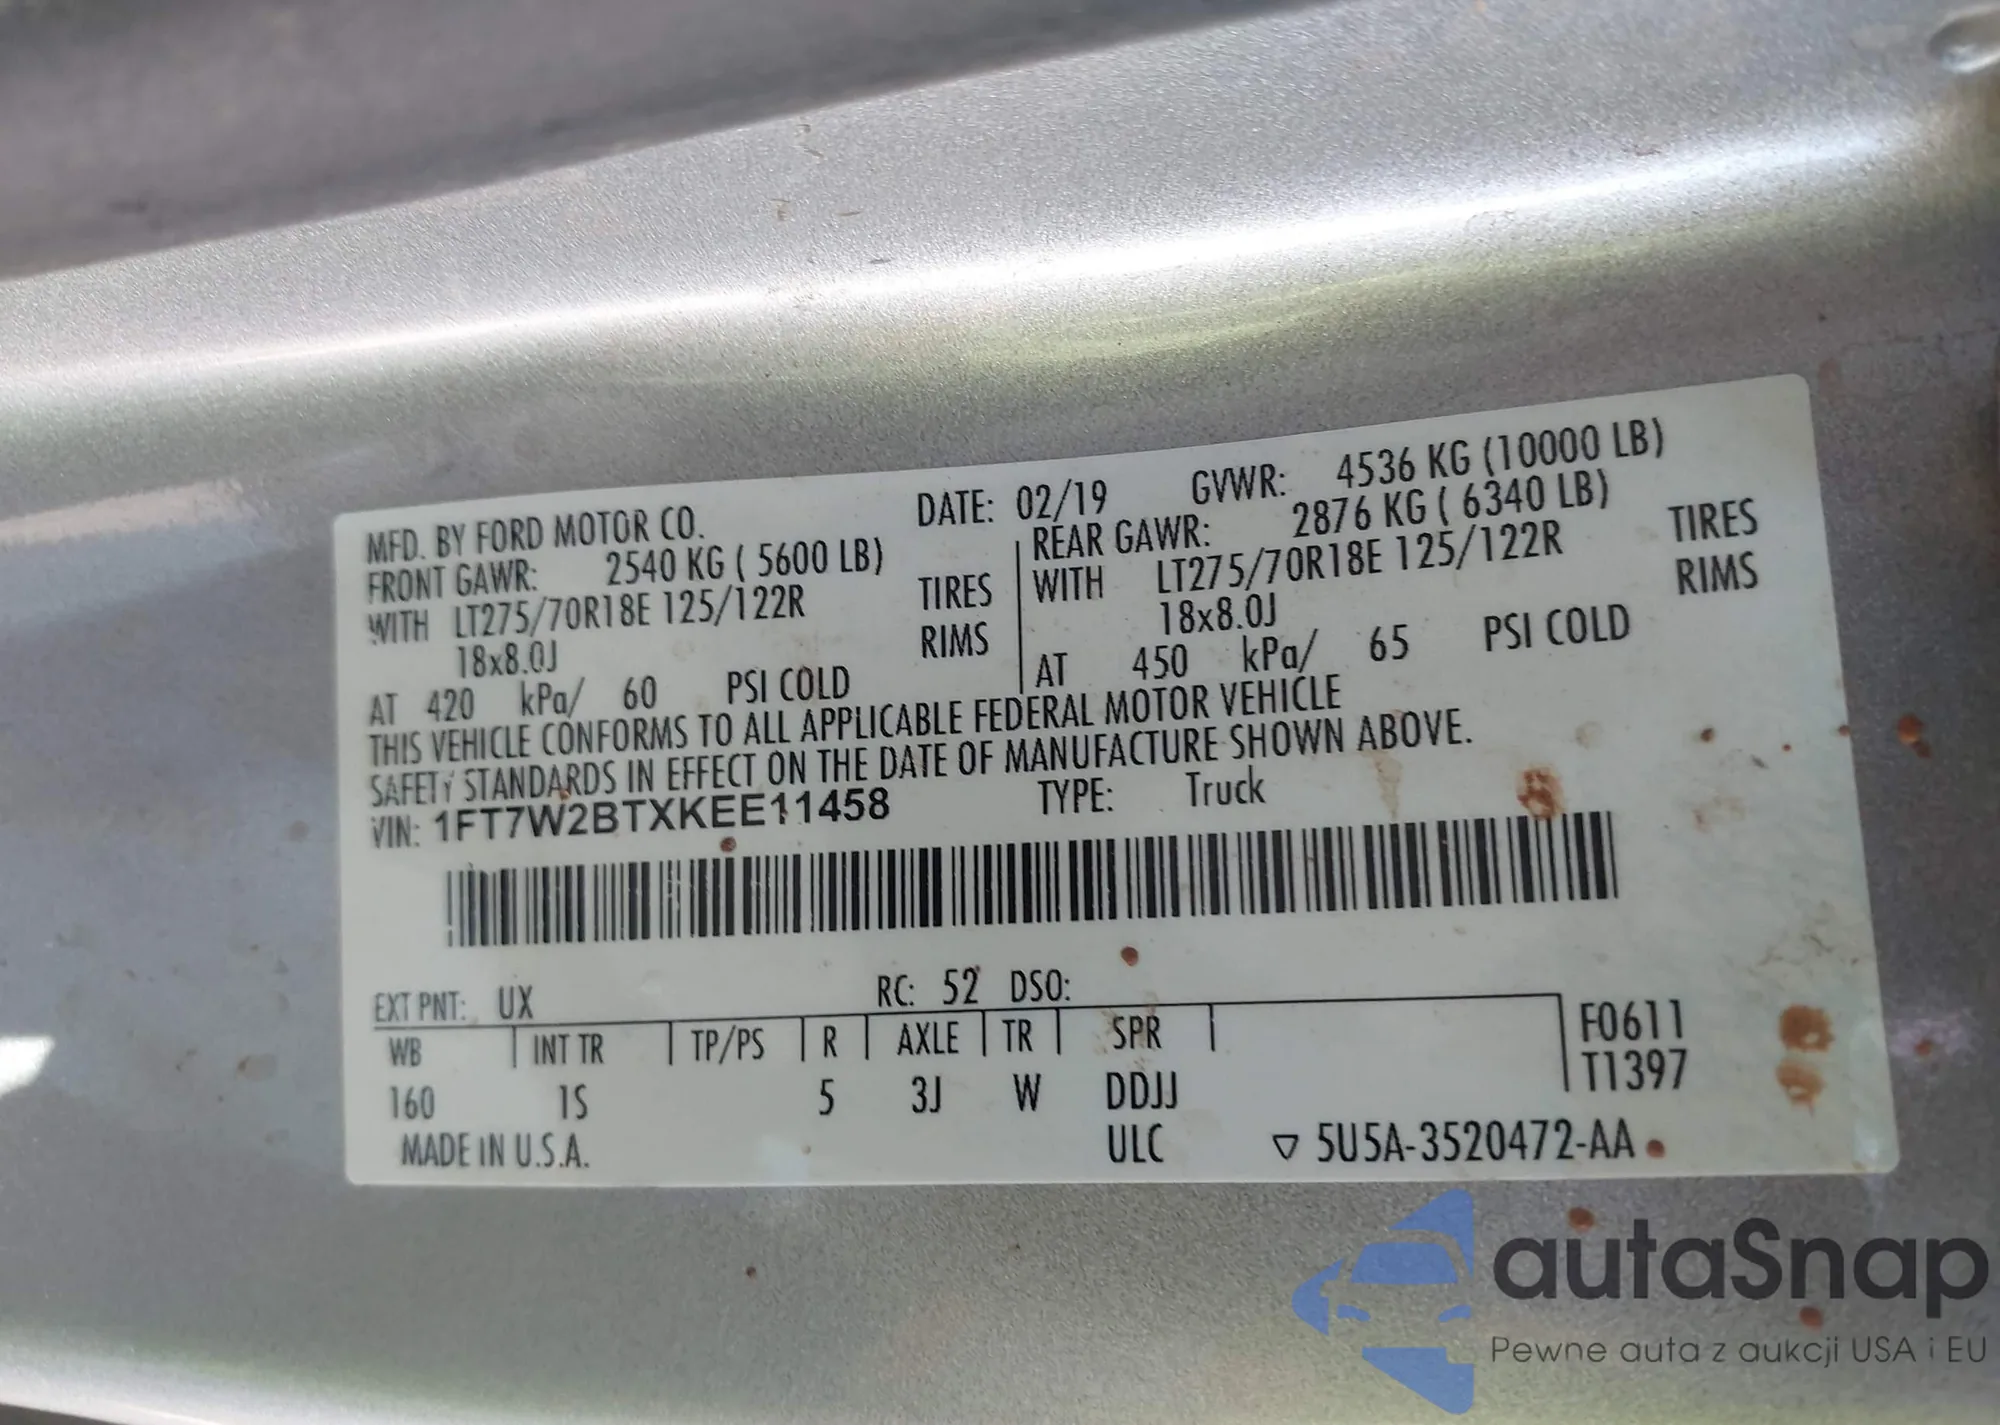 MFD. BY FORD MOTOR CO. DATE: 02/19 GVWR: 4536 KG (10000 LB)
FRONT GAWR: 2540 KG ( 5600 LB) REAR GAWR: 2876 KG ( 6340 LB)
WITH LT275/70R18E 125/122R TIRES WITH LT275/70R18E 125/122R TIRES
18x8.0J RIMS 18x8.0J RIMS
AT 420 kPa/ 60 PSI COLD AT 450 kPa/ 65 PSI COLD
THIS VEHICLE CONFORMS TO ALL APPLICABLE FEDERAL MOTOR VEHICLE
SAFETY STANDARDS IN EFFECT ON THE DATE OF MANUFACTURE SHOWN ABOVE.
VIN: 1FT7W2BTXKEE11458 TYPE: Truck
EXT PNT: UX RC: 52 DSO:
WB INT TR TP/PS R AXLE TR SPR F0611
160 1S 5 3J W DDJJ T1397
MADE IN U.S.A. ULC ▽ 5U5A-3520472-AA
autaSnap
Pewne auta z aukcji USA i EU